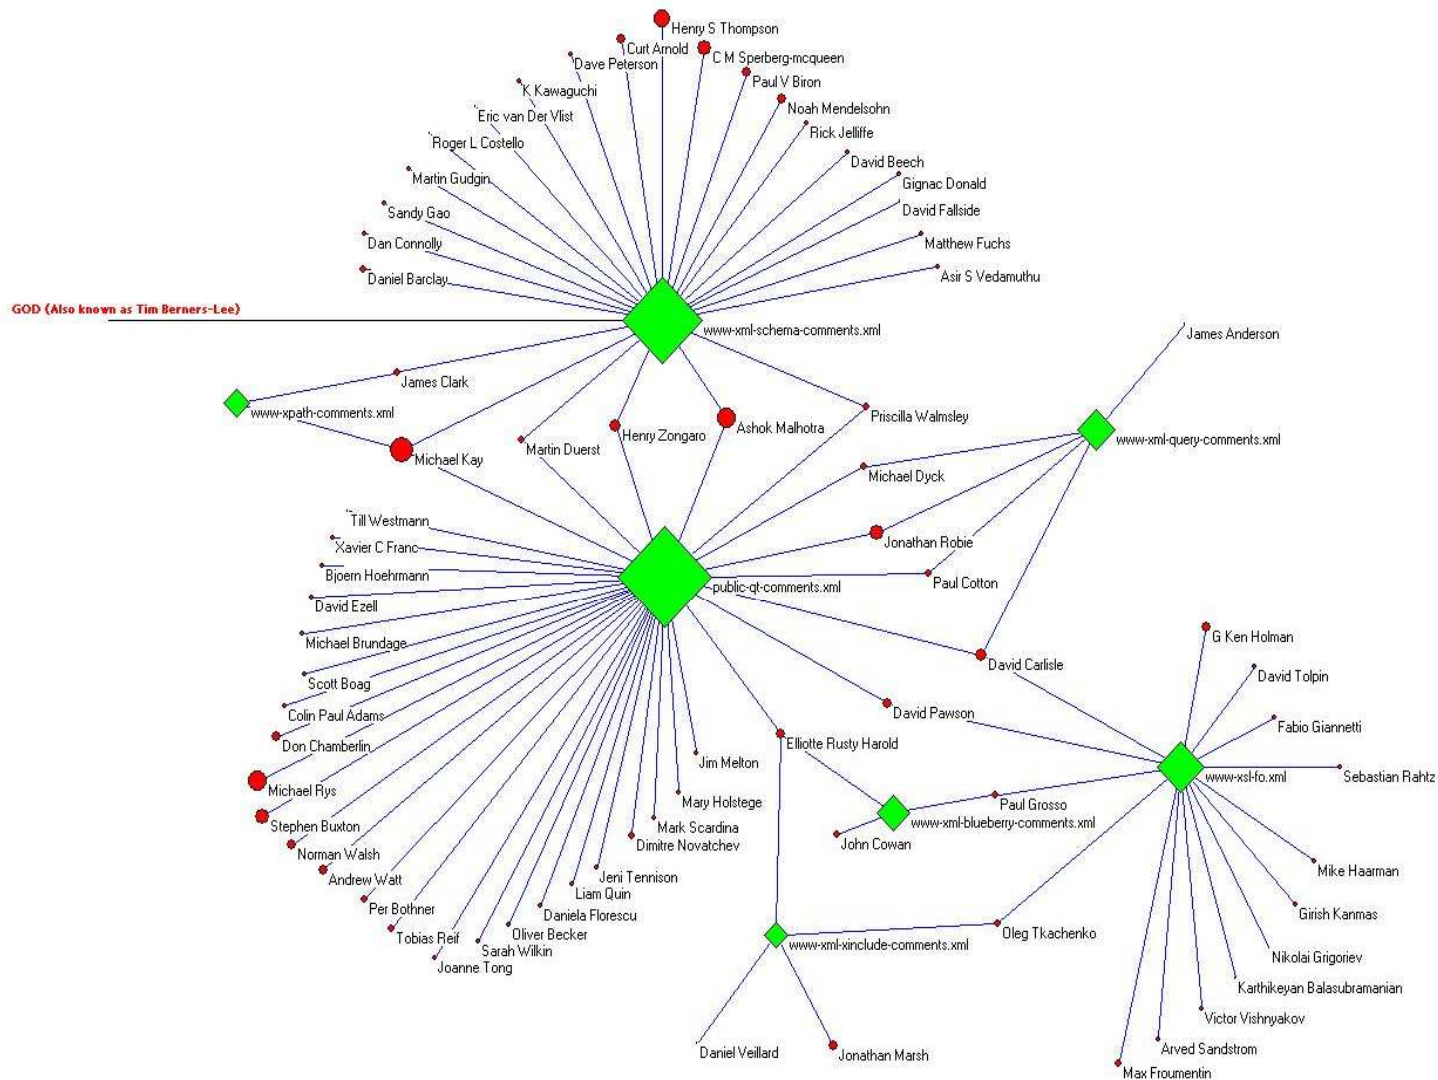 Henry S Thompson
Curt Arnold
C M Sperberg-mcqueen
Dave Peterson
Paul V Biron
K Kawaguchi
Noah Mendelsohn
Eric van Der Vlist
Rick Jelliffe
Roger L Costello
David Beech
Martin Gudgin
Gignac Donald
Sandy Gao
David Fallside
Dan Connolly
Matthew Fuchs
Daniel Barclay
Asir S Vedamuthu
GOD (Also known as Tim Berners-Lee)
www-xml-schema-comments.xml
James Anderson
James Clark
www-xpath-comments.xml
Priscilla Walmsley
Ashok Malhotra
Henry Zongaro
www-xml-query-comments.xml
Martin Duerst
Michael Kay
Michael Dyck
Till Westmann
Jonathan Robie
Xavier C Franc
Bjoern Hoehrmann
Paul Cotton
public-qt-comments.xml
David Ezell
G Ken Holman
Michael Brundage
David Carlisle
David Tolpin
Scott Boag
Colin Paul Adams
David Pawson
Fabio Giannetti
Don Chamberlin
Elliotte Rusty Harold
Jim Melton
www-xsl-fo.xml
Sebastian Rahtz
Michael Rys
Mary Holstege
Paul Grosso
www-xml-blueberry-comments.xml
Stephen Buxton
Mark Scardina
John Cowan
Dimitre Novatchev
Norman Walsh
Mike Haarman
Andrew Watt
Jeni Tennison
Liam Quin
Per Bothner
Daniela Florescu
Girish Kanmas
Tobias Reif
Oliver Becker
Oleg Tkachenko
www-xml-xinclude-comments.xml
Sarah Wilkin
Nikolai Grigoriev
Joanne Tong
Karthikeyan Balasubramanian
Victor Vishnyakov
Daniel Veillard
Jonathan Marsh
Arved Sandstrom
Max Froumentin